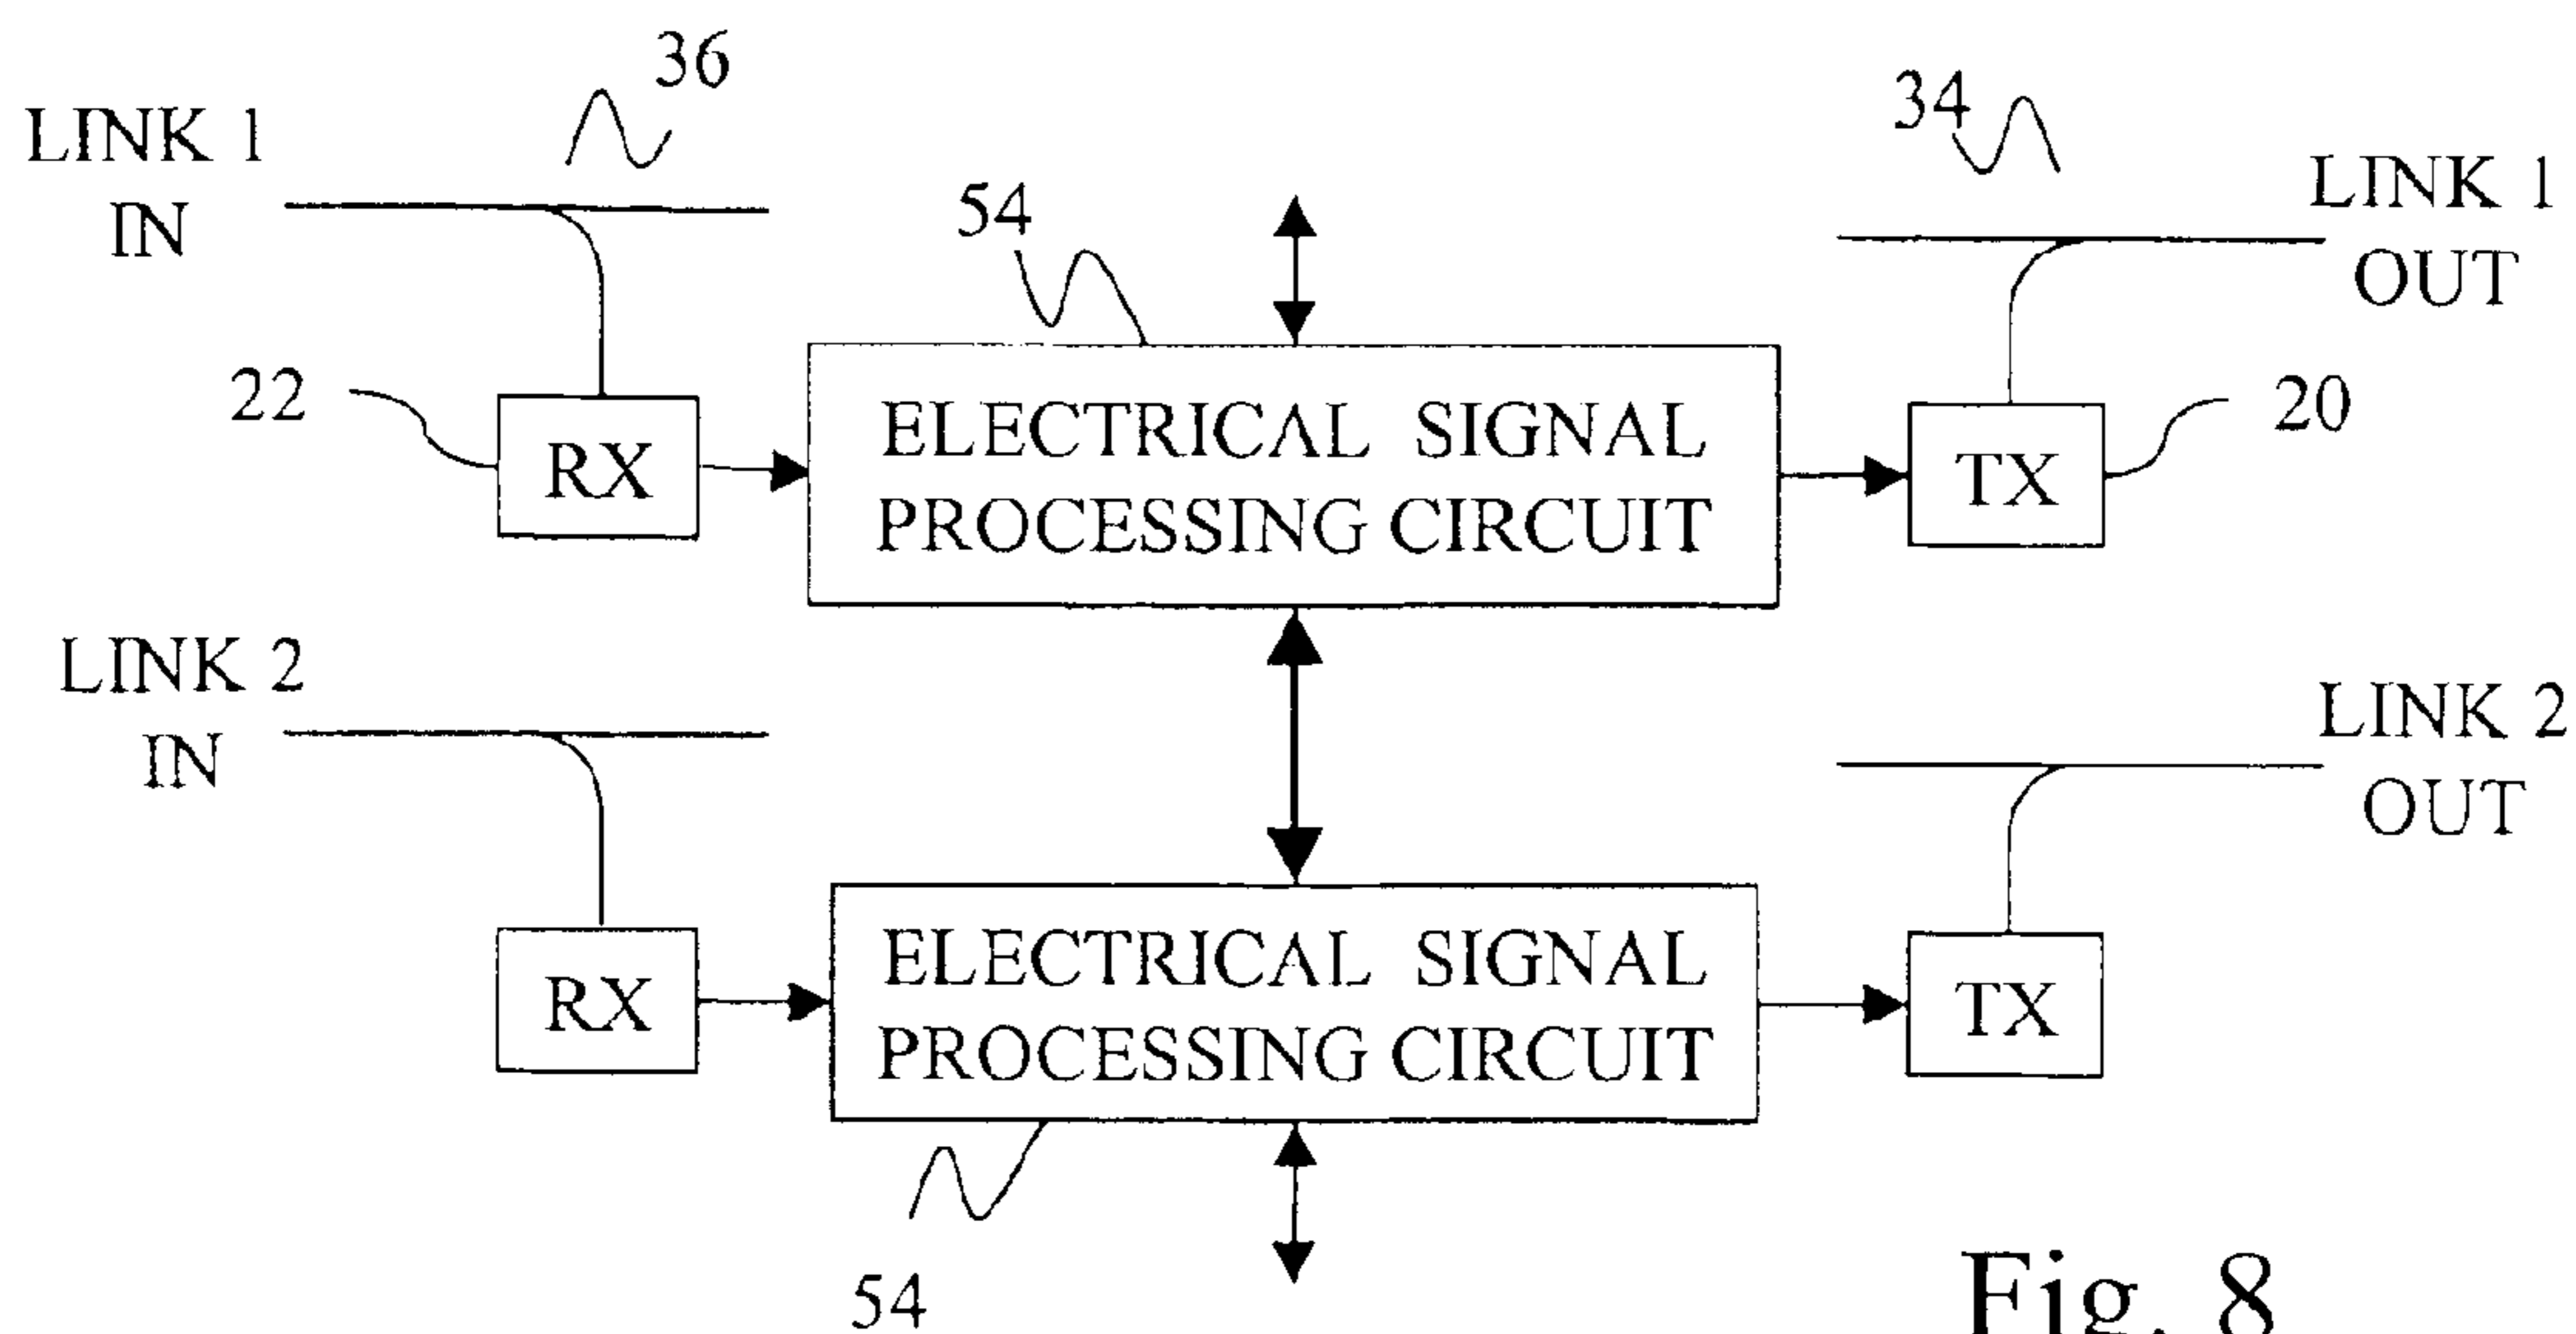 36
34
LINK 1
IN
LINK 1
OUT
54
22
RX
ELECTRICAL SIGNAL
PROCESSING CIRCUIT
TX
20
LINK 2
IN
LINK 2
OUT
RX
ELECTRICAL SIGNAL
PROCESSING CIRCUIT
TX
54
Fig. 8